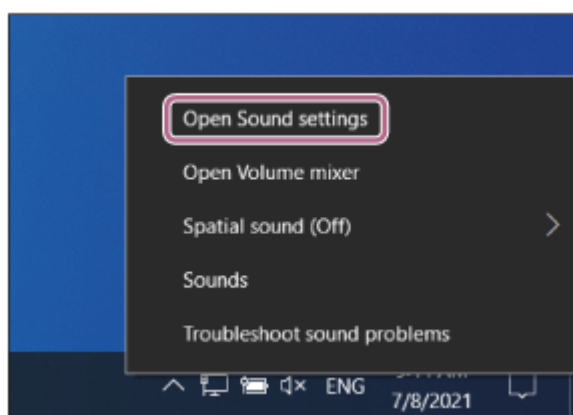 Open Sound settings
Open Volume mixer
Spatial sound (Off)
Sounds
Troubleshoot sound problems
ENG
7/8/2021